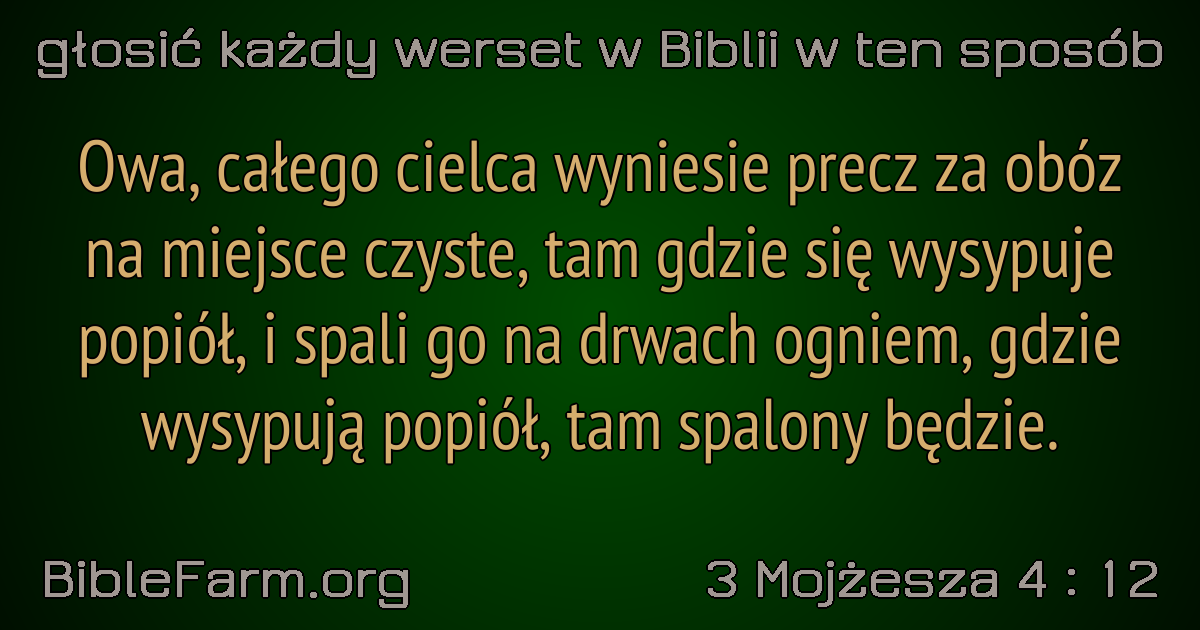 głosić każdy werset w Biblii w ten sposób
Owa, całego cielca wyniesie precz za obóz
na miejsce czyste, tam gdzie się wysypuje
popiół, i spali go na drwach ogniem, gdzie
wysypują popiół, tam spalony będzie.
BibleFarm.org
3 Mojżesza 4 : 12